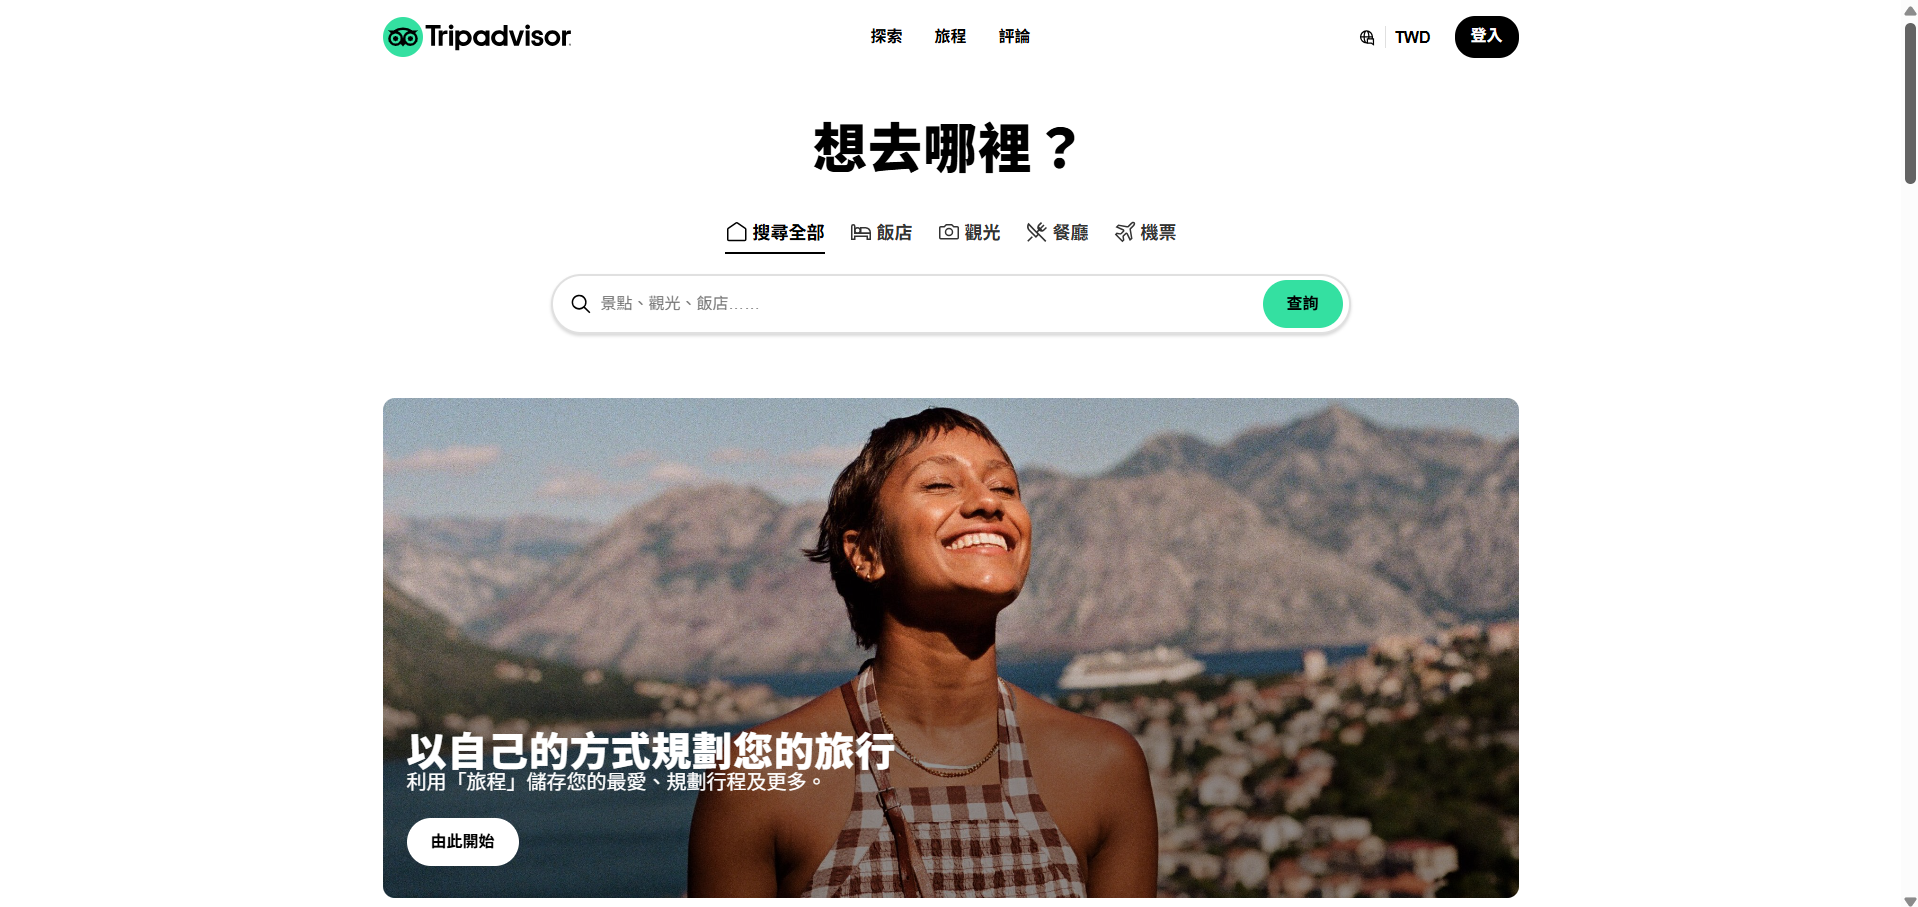 Tripadvisor
探索 旅程 評論
TWD 登入
想去哪裡？
搜尋全部 飯店 觀光 餐廳 機票
景點、觀光、飯店……
查詢
以自己的方式規劃您的旅行
利用「旅程」儲存您的最愛、規劃行程及更多。
由此開始